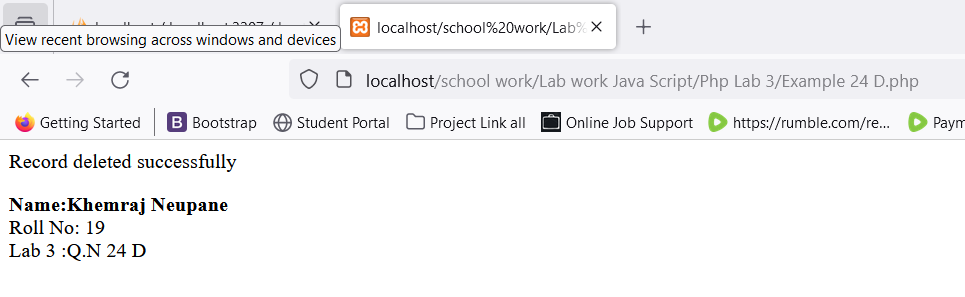 View recent browsing across windows and devices
localhost/school%20work/Lab%
localhost/school work/Lab work Java Script/Php Lab 3/Example 24 D.php
Getting Started Bootstrap Student Portal Project Link all Online Job Support https://rumble.com/re... Paym
Record deleted successfully
Name:Khemraj Neupane
Roll No: 19
Lab 3 :Q.N 24 D